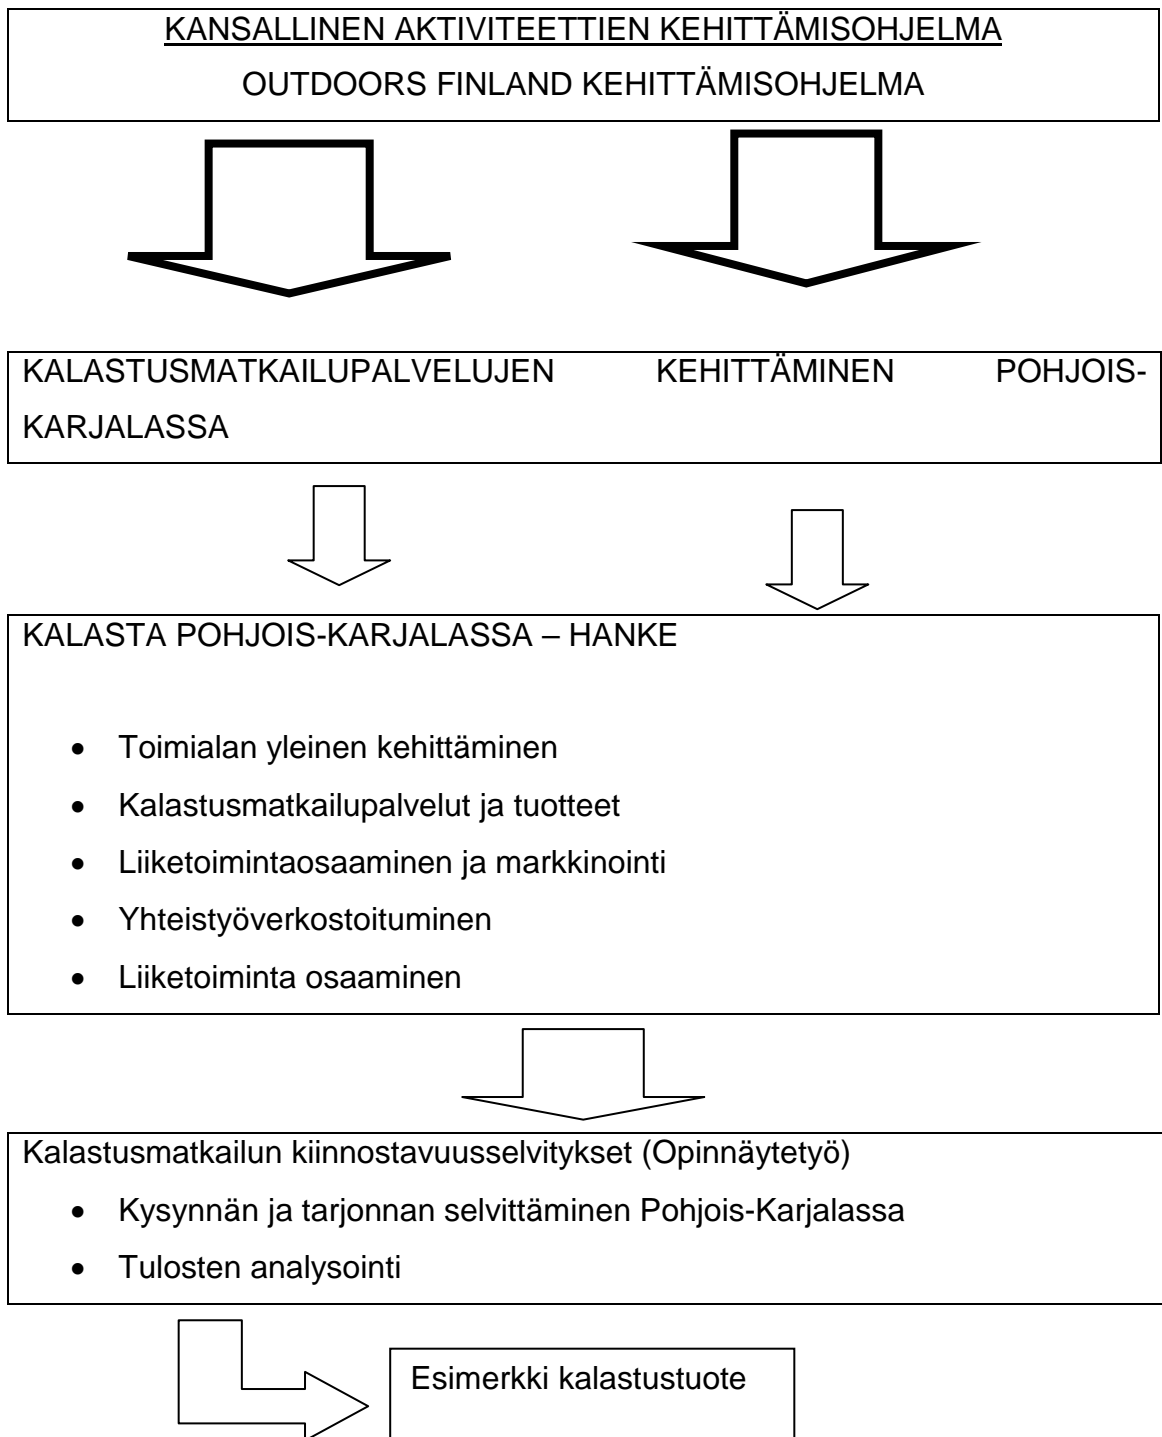 KANSALLINEN AKTIVITEETTIEN KEHITTÄMISOHJELMA
OUTDOORS FINLAND KEHITTÄMISOHJELMA
KALASTUSMATKAILUPALVELUJEN KEHITTÄMINEN POHJOIS-
KARJALASSA
KALASTA POHJOIS-KARJALASSA – HANKE
• Toimialan yleinen kehittäminen
• Kalastusmatkailupalvelut ja tuotteet
• Liiketoimintaosaaminen ja markkinointi
• Yhteistyöverkostoituminen
• Liiketoiminta osaaminen
Kalastusmatkailun kiinnostavuusselvitykset (Opinnäytetyö)
• Kysynnän ja tarjonnan selvittäminen Pohjois-Karjalassa
• Tulosten analysointi
Esimerkki kalastustuote